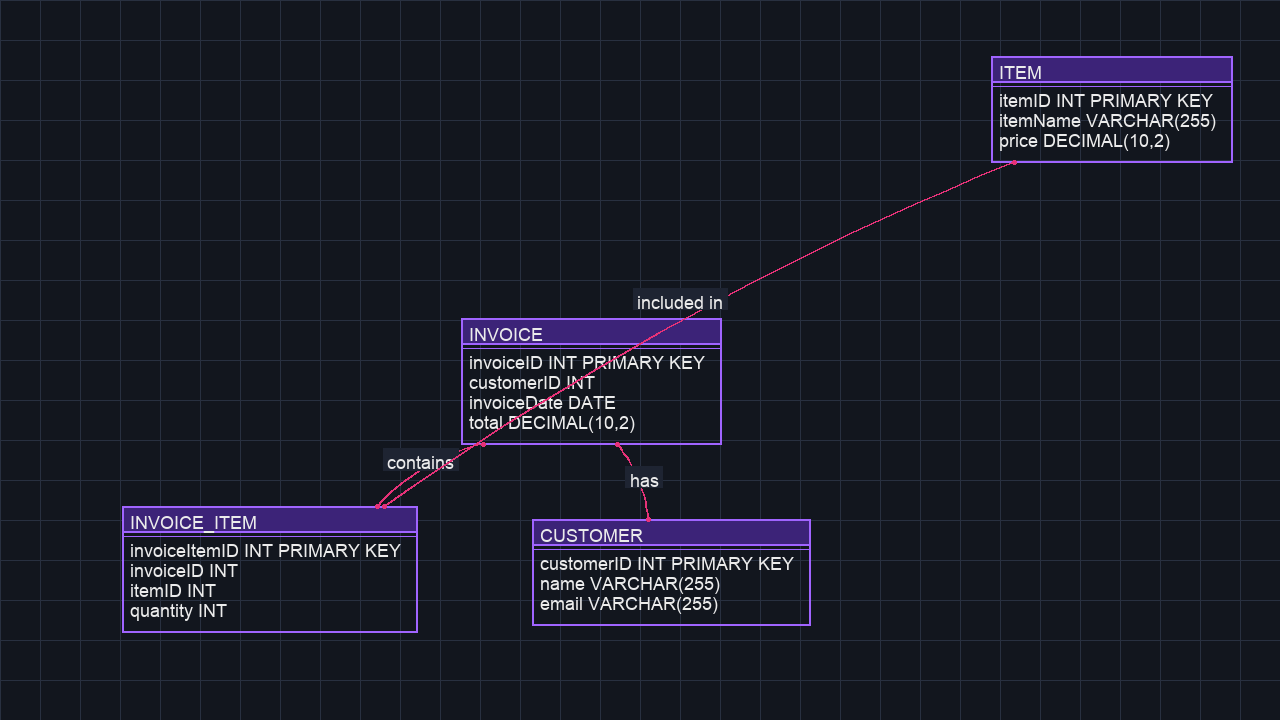 ITEM
itemID INT PRIMARY KEY
itemName VARCHAR(255)
price DECIMAL(10,2)
included in
INVOICE
invoiceID INT PRIMARY KEY
customerID INT
invoiceDate DATE
total DECIMAL(10,2)
contains
has
INVOICE_ITEM
invoiceItemID INT PRIMARY KEY
invoiceID INT
itemID INT
quantity INT
CUSTOMER
customerID INT PRIMARY KEY
name VARCHAR(255)
email VARCHAR(255)